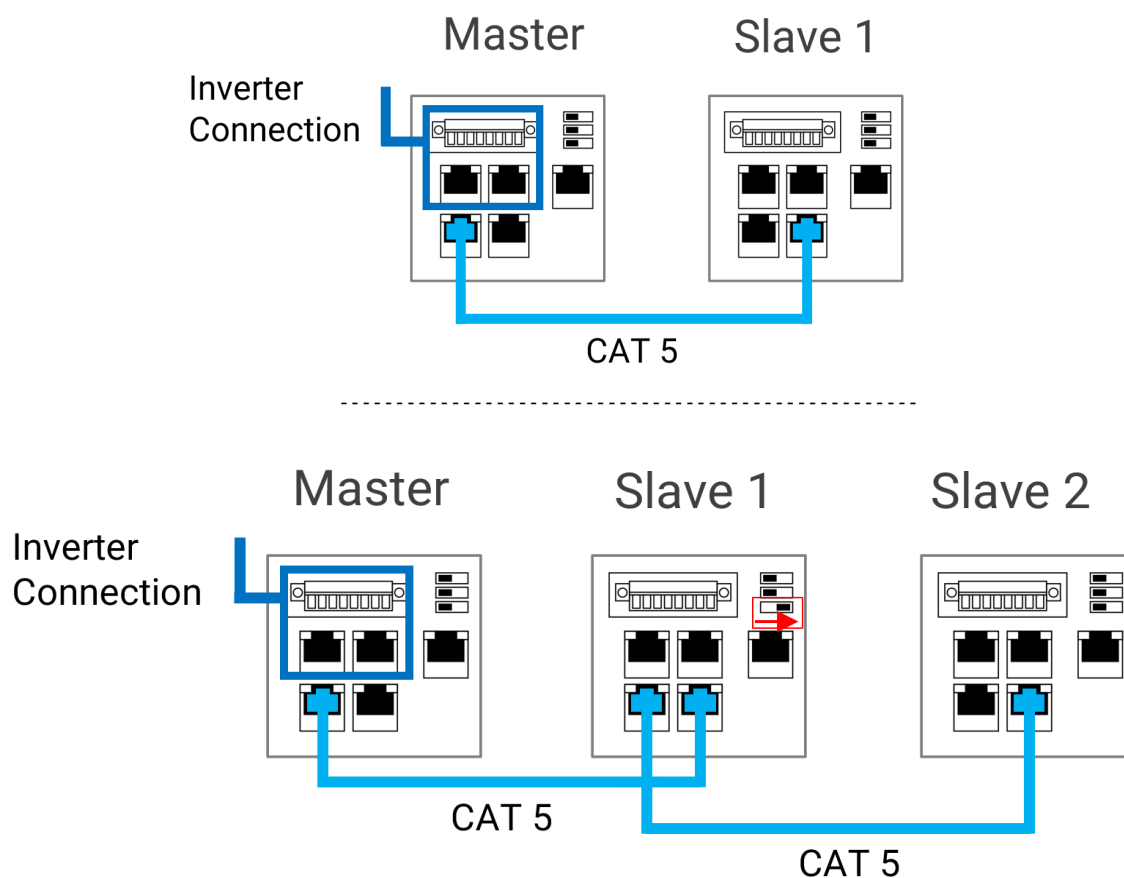 Master
Slave 1
Inverter
Connection
CAT 5
Master
Slave 1
Slave 2
Inverter
Connection
CAT 5
CAT 5